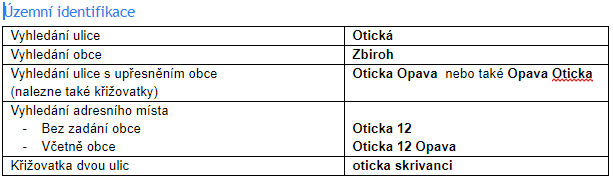 Územní identifikace
Vyhledání ulice Otická
Vyhledání obce Zbiroh
Vyhledání ulice s upřesněním obce Oticka Opava nebo také Opava Oticka
(nalezne také křižovatky)
Vyhledání adresného místa
- Bez zadání obce Oticka 12
- Včetně obce Oticka 12 Opava
Křižovatka dvou ulic oticka skrivanci